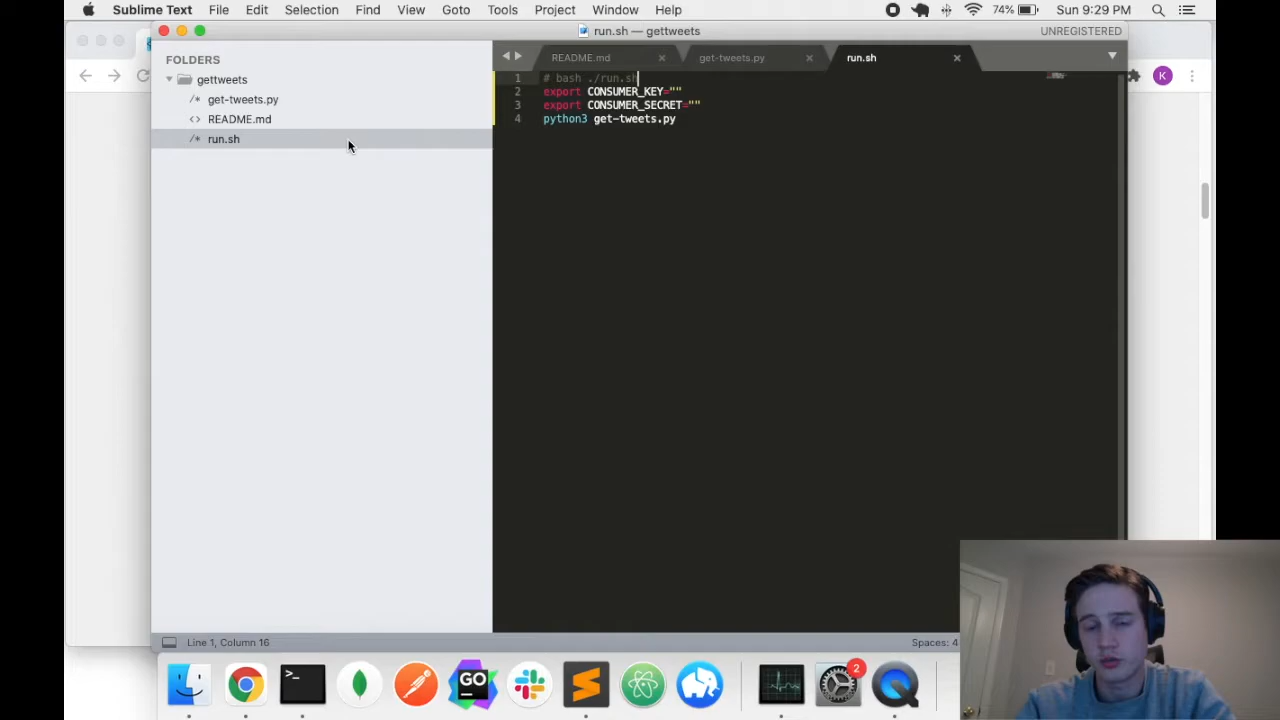 Sublime Text File Edit Selection Find View Goto Tools Project Window Help 74% Sun 9:29 PM
run.sh — gettweets UNREGISTERED
FOLDERS
gettweets
/* get-tweets.py
<> README.md
/* run.sh
README.md × get-tweets.py × run.sh ×
1 # bash ./run.sh
2 export CONSUMER_KEY=""
3 export CONSUMER_SECRET=""
4 python3 get-tweets.py
K
Line 1, Column 16 Spaces: 4
>_
GO
2